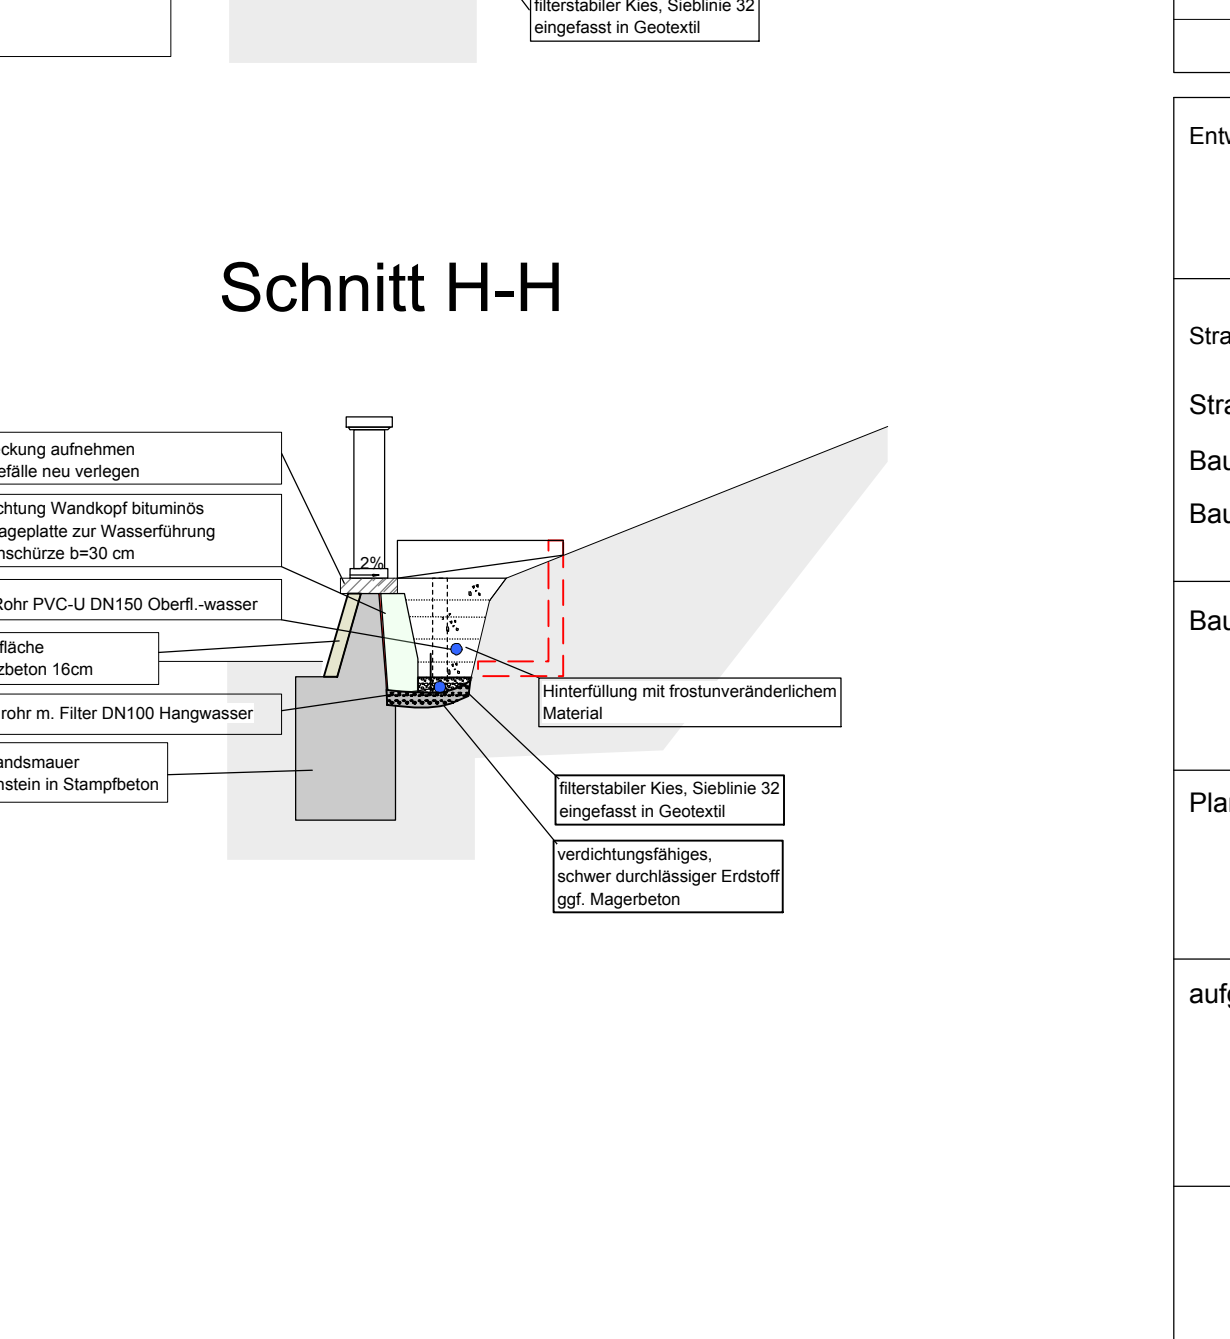 filterstabiler Kies, Sieblinie 32
eingefasst in Geotextil
Schnitt H-H
ckung aufnehmen
efälle neu verlegen
chtung Wandkopf bituminös
ageplatte zur Wasserführung
nschürze b=30 cm
2%
Rohr PVC-U DN150 Oberfl.-wasser
fläche
zbeton 16cm
rohr m. Filter DN100 Hangwasser
andsmauer
nstein in Stampfbeton
Hinterfüllung mit frostunveränderlichem
Material
filterstabiler Kies, Sieblinie 32
eingefasst in Geotextil
verdichtungsfähiges,
schwer durchlässiger Erdstoff
ggf. Magerbeton
Entw
Stra
Stra
Bau
Bau
Bau
Plan
aufg